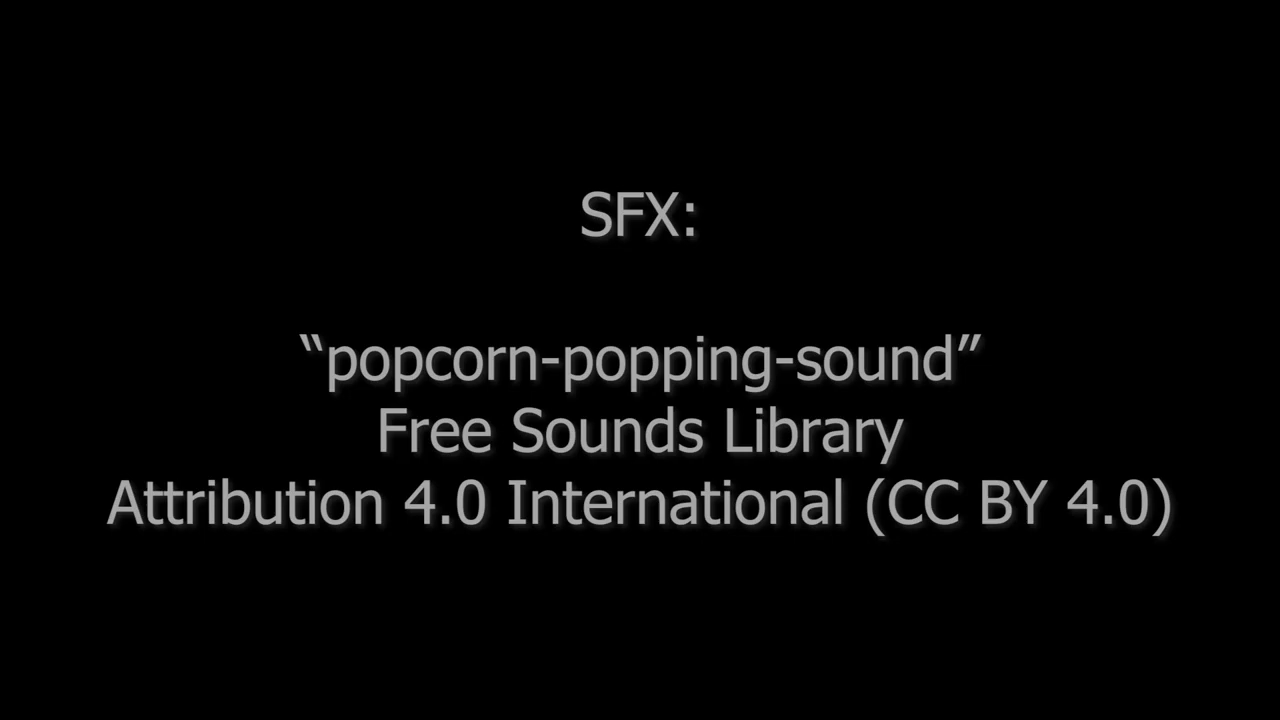 SFX:
“popcorn-popping-sound”
Free Sounds Library
Attribution 4.0 International (CC BY 4.0)